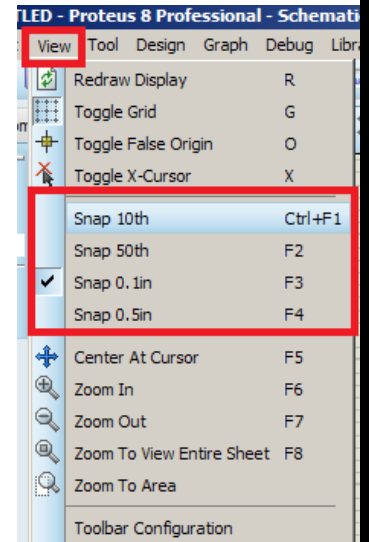 TLED - Proteus 8 Professional - Schemati
View Tool Design Graph Debug Libr
Redraw Display R
Toggle Grid G
Toggle False Origin O
Toggle X-Cursor X
Snap 10th Ctrl+F1
Snap 50th F2
Snap 0.1in F3
Snap 0.5in F4
Center At Cursor F5
Zoom In F6
Zoom Out F7
Zoom To View Entire Sheet F8
Zoom To Area
Toolbar Configuration